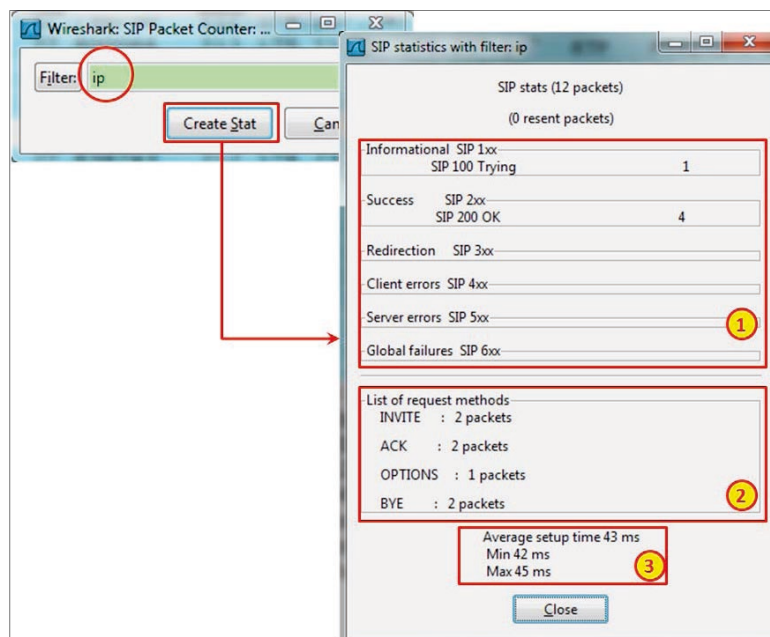 Wireshark: SIP Packet Counter: ...
Filter: ip
Create Stat
Can
SIP statistics with filter: ip
SIP stats (12 packets)
(0 resent packets)
Informational SIP 1xx
SIP 100 Trying 1
Success SIP 2xx
SIP 200 OK 4
Redirection SIP 3xx
Client errors SIP 4xx
Server errors SIP 5xx
1
Global failures SIP 6xx
List of request methods
INVITE : 2 packets
ACK : 2 packets
OPTIONS : 1 packets
BYE : 2 packets
2
Average setup time 43 ms
Min 42 ms
Max 45 ms
3
Close